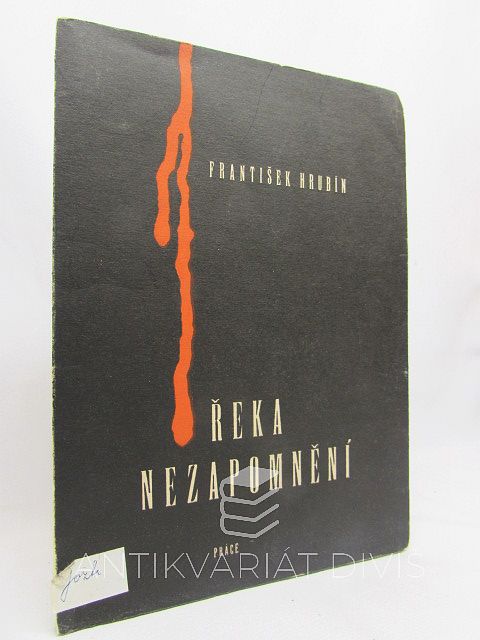 FRANTIŠEK HRUBÍN
ŘEKA
NEZAPOMNĚNÍ
PRÁCE
ANTIKVARIÁT DIVIŠ